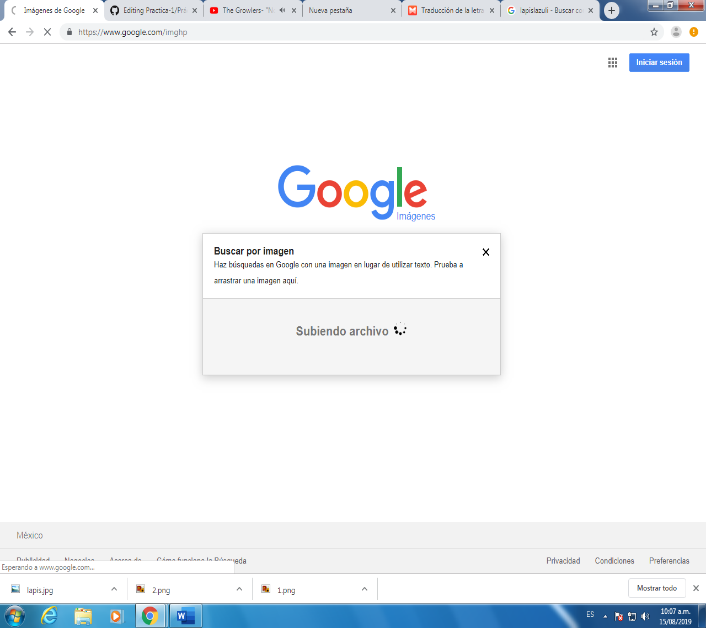 Imágenes de Google
Editing Practica-1/Prá
The Growlers- "N
Nueva pestaña
Traducción de la letra
lapislazuli - Buscar co
https://www.google.com/imghp
Iniciar sesión
Google
Imágenes
Buscar por imagen
Haz búsquedas en Google con una imagen en lugar de utilizar texto. Prueba a
arrastrar una imagen aquí.
Subiendo archivo
México
Publicidad Negocios Acerca de Cómo funciona la Búsqueda
Privacidad Condiciones Preferencias
Esperando a www.google.com...
lapis.jpg
2.png
1.png
Mostrar todo
ES
10:07 a.m.
15/08/2019